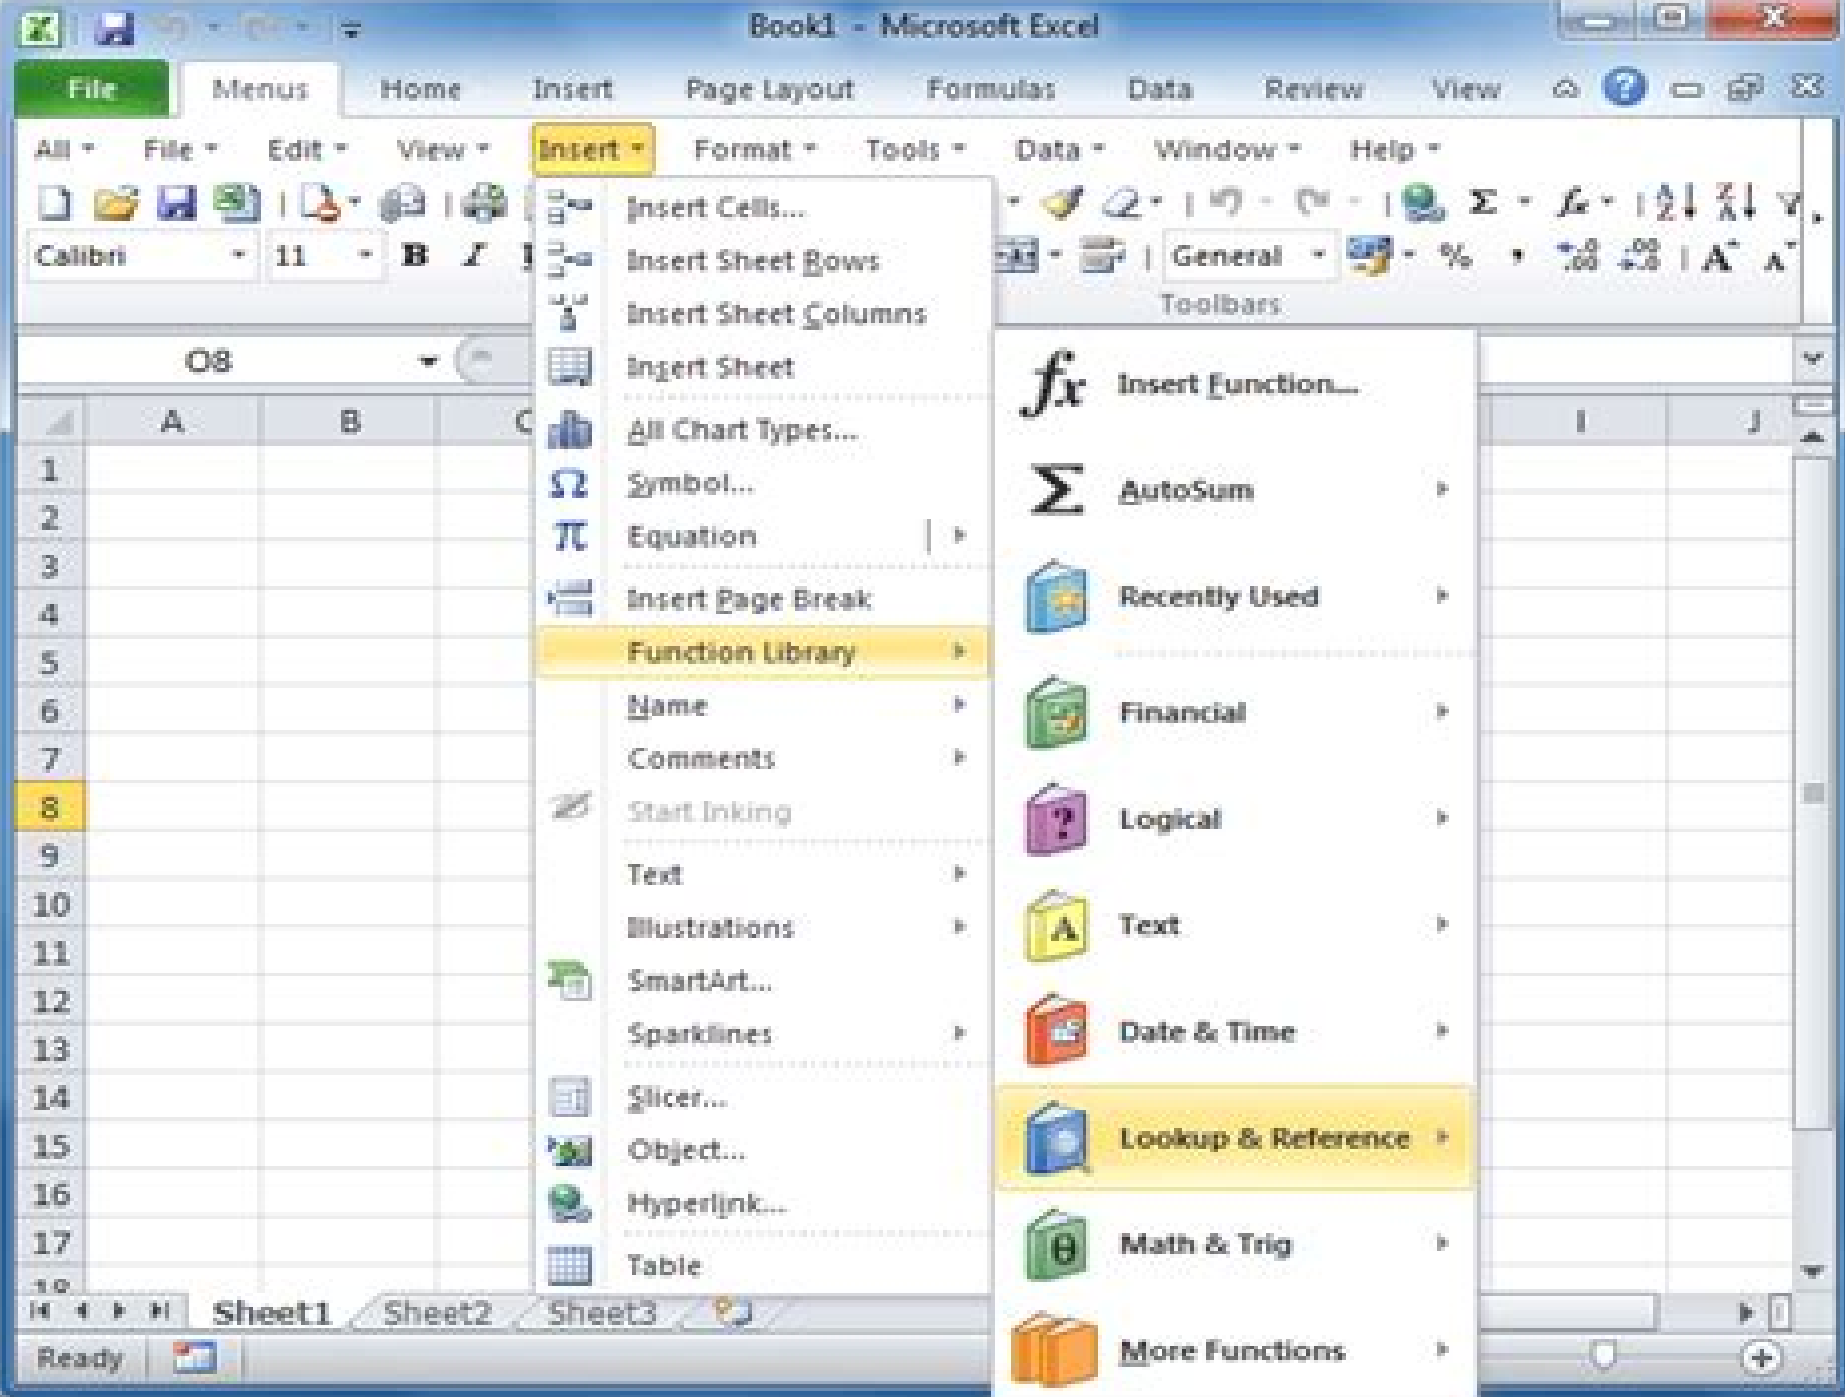 Book1 - Microsoft Excel
File Menus Home Insert Page Layout Formulas Data Review View
All File Edit View Insert Format Tools Data Window Help
Calibri 11 B I General % ,
Toolbars
O8
A B C I J
1
2
3
4
5
6
7
8
9
10
11
12
13
14
15
16
17
18
Insert Cells...
Insert Sheet Rows
Insert Sheet Columns
Insert Sheet
All Chart Types...
Symbol...
Equation
Insert Page Break
Function Library
Name
Comments
Start Inking
Text
Illustrations
SmartArt...
Sparklines
Slicer...
Object...
Hyperlink...
Table
Insert Function...
AutoSum
Recently Used
Financial
Logical
Text
Date & Time
Lookup & Reference
Math & Trig
More Functions
Sheet1 Sheet2 Sheet3
Ready